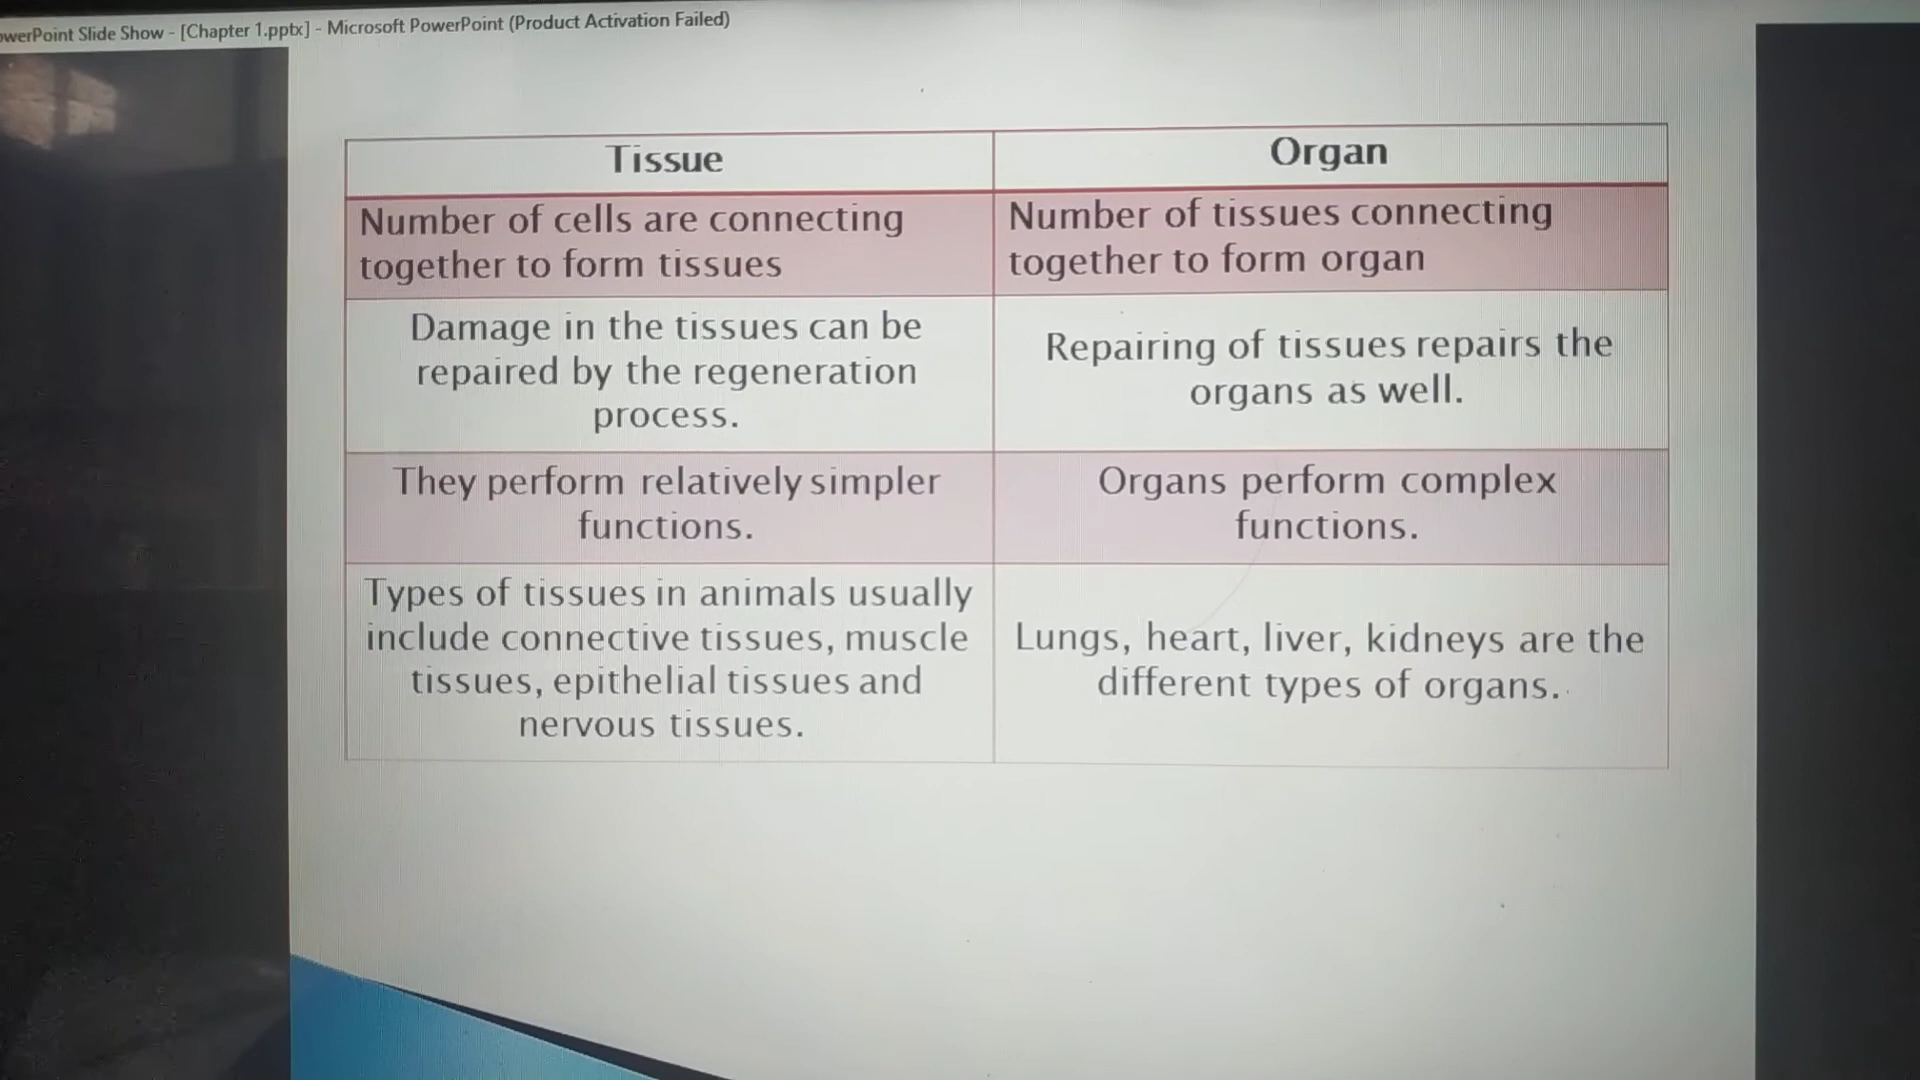 PowerPoint Slide Show - [Chapter 1.pptx] - Microsoft PowerPoint (Product Activation Failed)
Tissue
Organ
Number of cells are connecting
together to form tissues
Number of tissues connecting
together to form organ
Damage in the tissues can be
repaired by the regeneration
process.
Repairing of tissues repairs the
organs as well.
They perform relatively simpler
functions.
Organs perform complex
functions.
Types of tissues in animals usually
include connective tissues, muscle
tissues, epithelial tissues and
nervous tissues.
Lungs, heart, liver, kidneys are the
different types of organs.